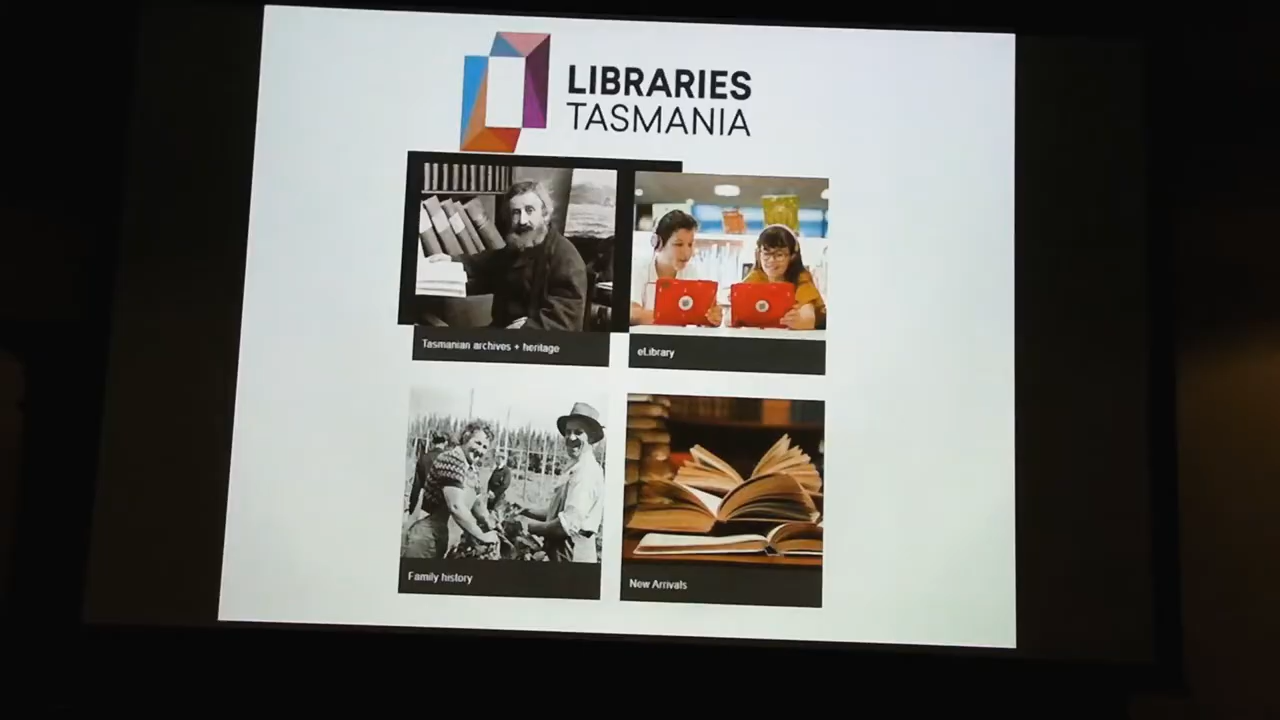 LIBRARIES
TASMANIA
Tasmanian archives + heritage
eLibrary
Family history
New Arrivals